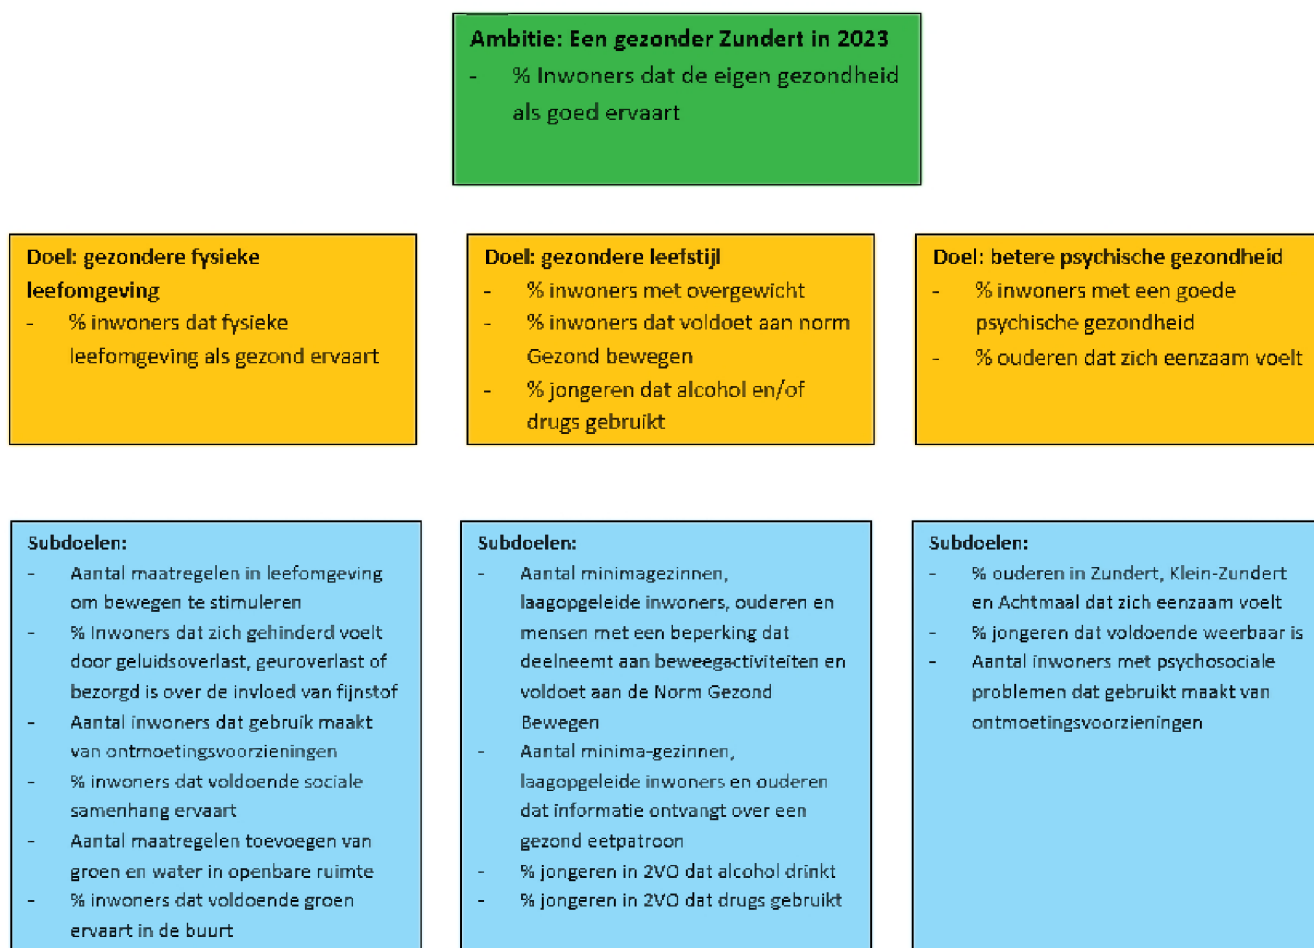 Ambitie: Een gezonder Zundert in 2023
- % Inwoners dat de eigen gezondheid
als goed ervaart
Doel: gezondere fysieke
leefomgeving
- % inwoners dat fysieke
leefomgeving als gezond ervaart
Doel: gezondere leefstijl
- % inwoners met overgewicht
- % inwoners dat voldoet aan norm
Gezond bewegen
- % jongeren dat alcohol en/of
drugs gebruikt
Doel: betere psychische gezondheid
- % inwoners met een goede
psychische gezondheid
- % ouderen dat zich eenzaam voelt
Subdoelen:
- Aantal maatregelen in leefomgeving
om bewegen te stimuleren
- % Inwoners dat zich gehinderd voelt
door geluidsoverlast, geuroverlast of
bezorgd is over de invloed van fijnstof
- Aantal inwoners dat gebruik maakt
van ontmoetingsvoorzieningen
- % inwoners dat voldoende sociale
samenhang ervaart
- Aantal maatregelen toevoegen van
groen en water in openbare ruimte
- % inwoners dat voldoende groen
ervaart in de buurt
Subdoelen:
- Aantal minimagezinnen,
laagopgeleide inwoners, ouderen en
mensen met een beperking dat
deelneemt aan beweegactiviteiten en
voldoet aan de Norm Gezond
Bewegen
- Aantal minima-gezinnen,
laagopgeleide inwoners en ouderen
dat informatie ontvangt over een
gezond eetpatroon
- % jongeren in 2VO dat alcohol drinkt
- % jongeren in 2VO dat drugs gebruikt
Subdoelen:
- % ouderen in Zundert, Klein-Zundert
en Achtmaal dat zich eenzaam voelt
- % jongeren dat voldoende weerbaar is
- Aantal inwoners met psychosociale
problemen dat gebruikt maakt van
ontmoetingsvoorzieningen